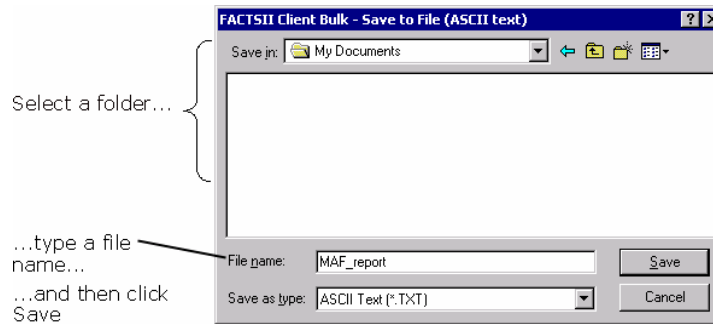 FACTSII Client Bulk - Save to File (ASCII text)
Save in: My Documents
Select a folder...
...type a file
name...
...and then click
Save
File name: MAF_report
Save
Save as type: ASCII Text (*.TXT)
Cancel